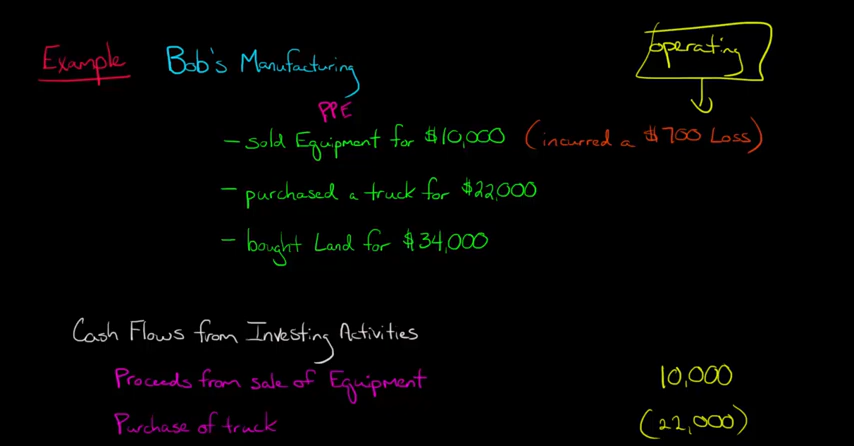 Example Bob's Manufacturing operating
PPE
- sold Equipment for $10,000 (incurred a $700 Loss)
- purchased a truck for $22,000
- bought Land for $34,000
Cash Flows from Investing Activities
Proceeds from sale of Equipment 10,000
Purchase of truck (22,000)